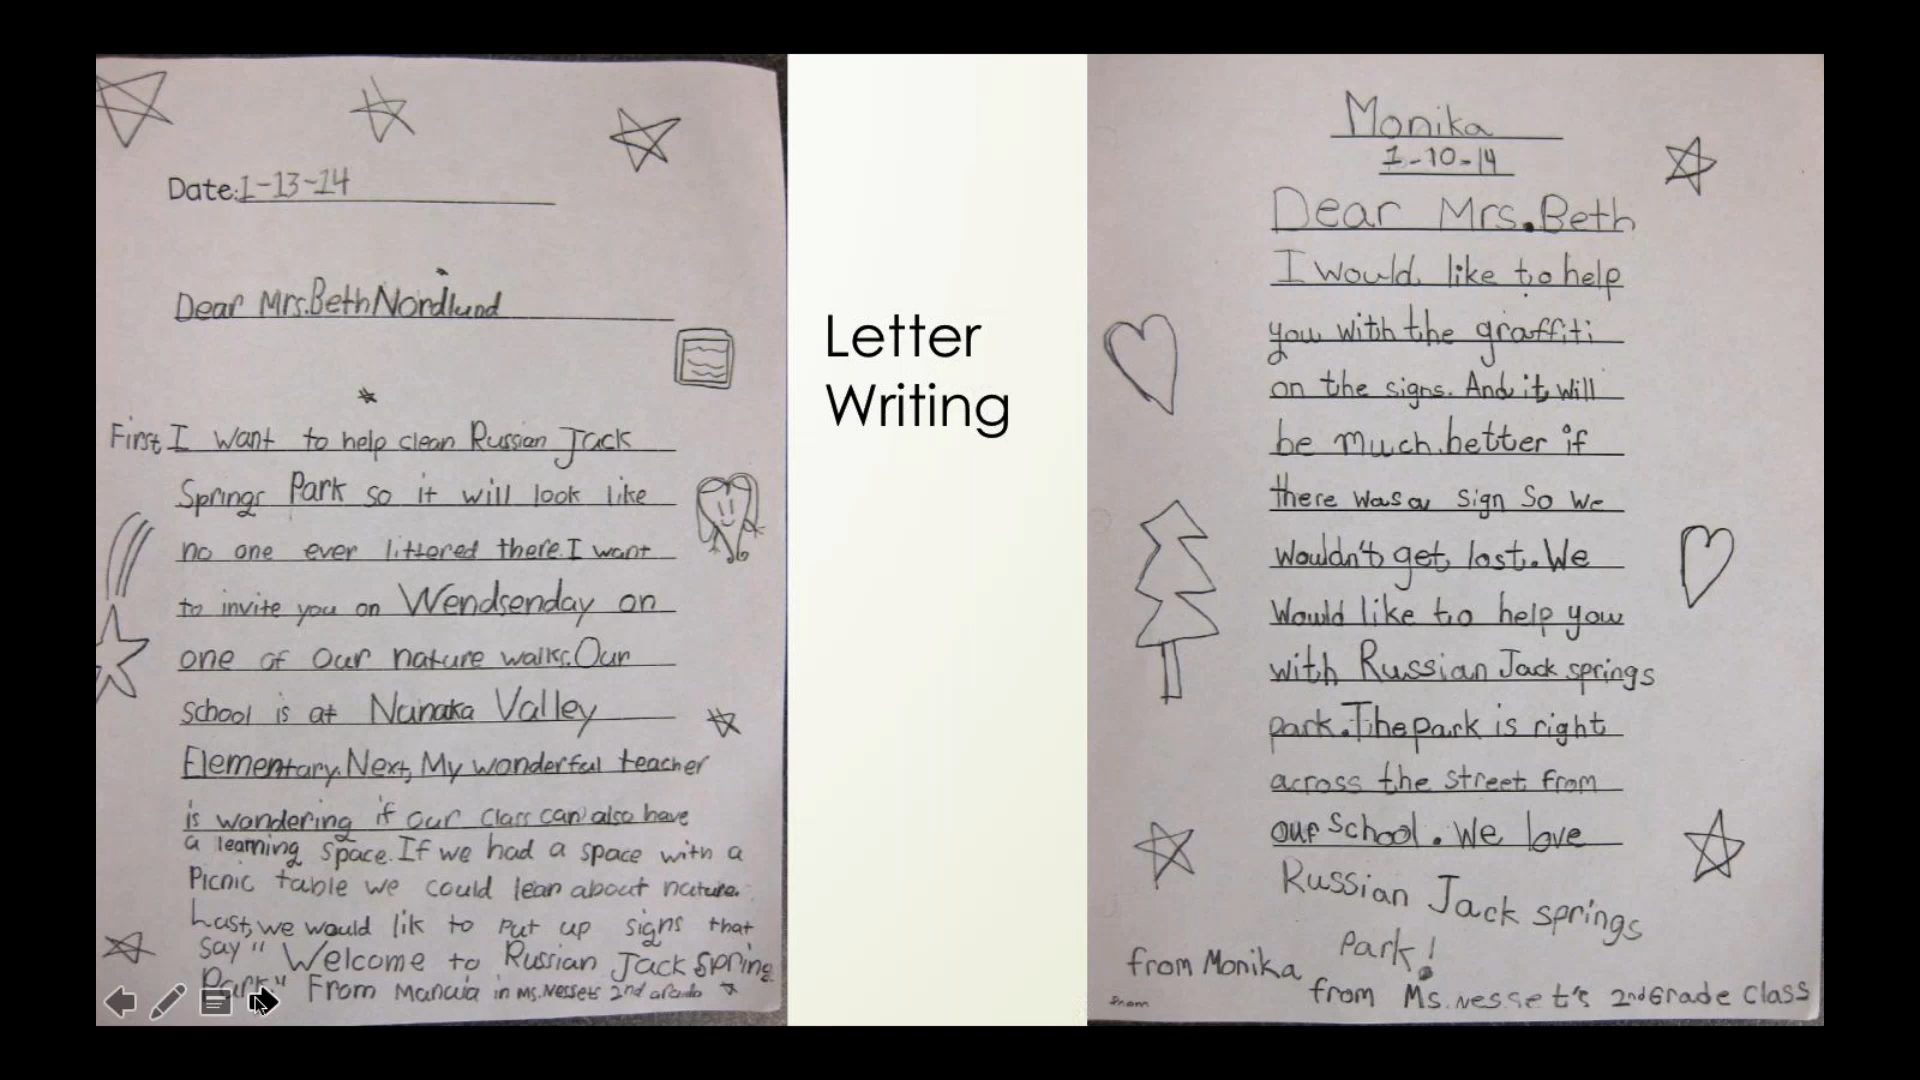 Date: 1-13-14
Dear Mrs. Beth Nordlund
First, I want to help clean Russian Jack
Springs Park so it will look like
no one ever littered there. I want
to invite you on Wendsenday on
one of our nature walks. Our
school is at Nunaka Valley
Elementary. Next, My wonderful teacher
is wondering if our class can also have
a learning space. If we had a space with a
Picnic table we could lean about nature.
Last, we would lik to put up signs that
say "Welcome to Russian Jack Spring
Park" From in Ms. Nessets 2nd grade
Letter
Writing
Monika
1-10-14
Dear Mrs. Beth
I would like to help
you with the graffiti
on the signs. And it will
be much better if
there was a sign So we
wouldn't get lost. We
Would like to help you
with Russian Jack springs
park. The park is right
across the street from
our school. We love
Russian Jack springs
Park!
from Monika
from Ms. Nesset's 2nd Grade Class
from